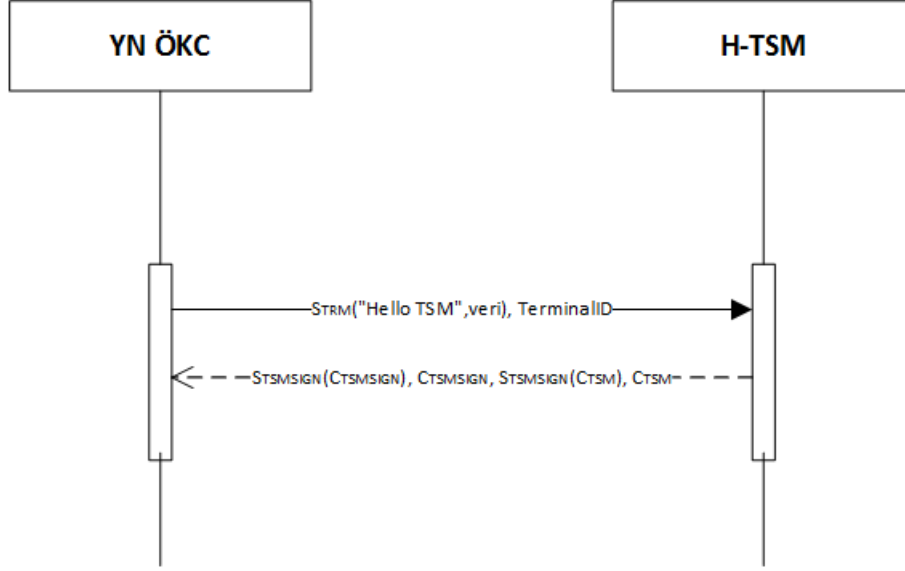 YN ÖKC
H-TSM
STRM("Hello TSM",veri), TerminalID
STSMSIGN(CTSMSIGN), CTSMSIGN, STSMSIGN(CTSM), CTSM